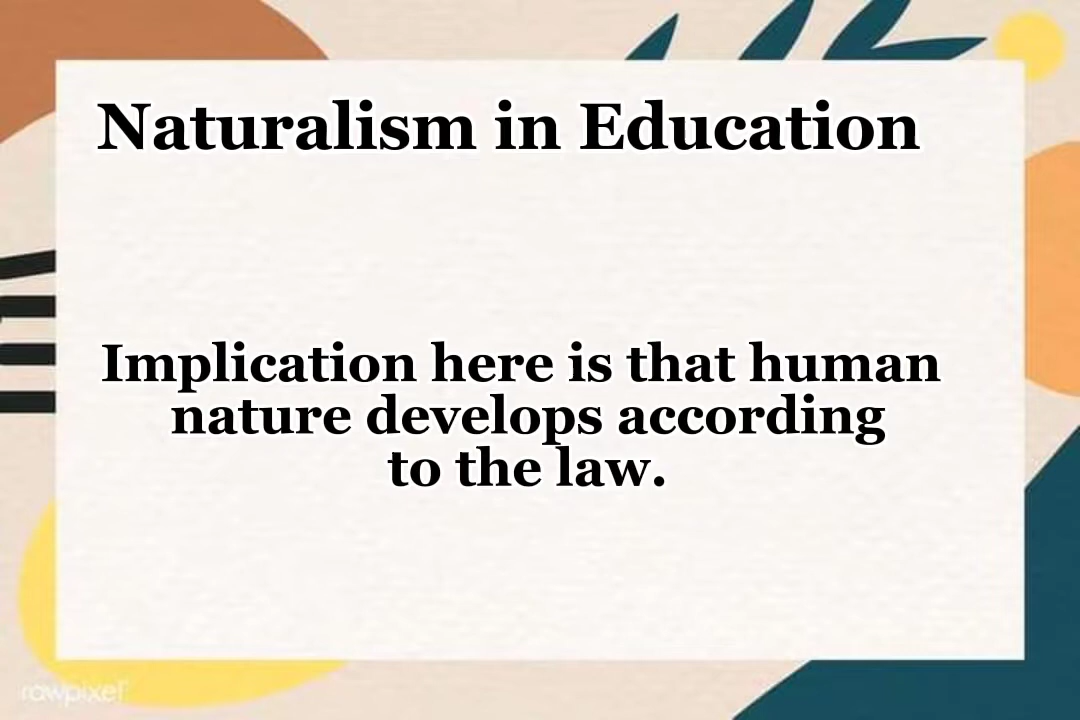 Naturalism in Education
Implication here is that human
nature develops according
to the law.
rawpixel